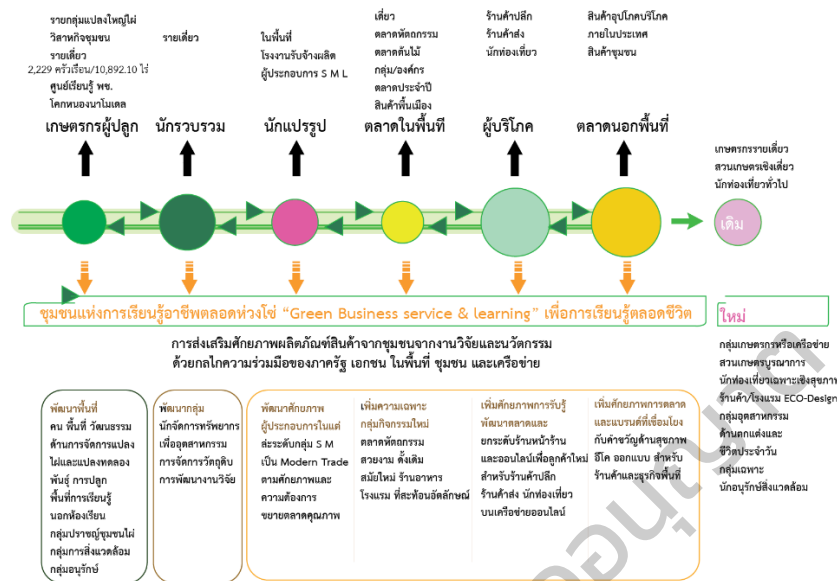 รายกลุ่มแปลงใหญ่ไผ่
วิสาหกิจชุมชน
รายเดี่ยว
2,229 ครัวเรือน/10,892.10 ไร่
ศูนย์เรียนรู้ พช.
โคกหนองนาโมเดล
เกษตรกรผู้ปลูก
รายเดี่ยว
นักรวบรวม
ในพื้นที่
โรงงานรับจ้างผลิต
ผู้ประกอบการ S M L
นักแปรรูป
เดี่ยว
ตลาดหัตถกรรม
ตลาดต้นไม้
กลุ่ม/องค์กร
ตลาดประจำปี
สินค้าพื้นเมือง
ตลาดในพื้นที่
ร้านค้าปลีก
ร้านค้าส่ง
นักท่องเที่ยว
ผู้บริโภค
สินค้าอุปโภคบริโภค
ภายในประเทศ
สินค้าชุมชน
ตลาดนอกพื้นที่
เกษตรกรรายเดี่ยว
สวนเกษตรเชิงเดี่ยว
นักท่องเที่ยวทั่วไป
เดิม
ชุมชนแห่งการเรียนรู้อาชีพตลอดห่วงโซ่ “Green Business service & learning” เพื่อการเรียนรู้ตลอดชีวิต
ใหม่
การส่งเสริมศักยภาพผลิตภัณฑ์สินค้าจากชุมชนจากงานวิจัยและนวัตกรรม
ด้วยกลไกความร่วมมือของภาครัฐ เอกชน ในพื้นที่ ชุมชน และเครือข่าย
พัฒนาพื้นที่
คน พื้นที่ วัฒนธรรม
ด้านการจัดการแปลง
ไผ่และแปลงทดลอง
พันธุ์ การปลูก
พื้นที่การเรียนรู้
นอกห้องเรียน
กลุ่มปราชญ์ชุมชนไผ่
กลุ่มการสิ่งแวดล้อม
กลุ่มอนุรักษ์
พัฒนากลุ่ม
นักจัดการทรัพยากร
เพื่ออุตสาหกรรม
การจัดการวัตถุดิบ
การพัฒนางานวิจัย
พัฒนาศักยภาพ
ผู้ประกอบการในแต่
ละระดับกลุ่ม S M
เป็น Modern Trade
ตามศักยภาพและ
ความต้องการ
ขยายตลาดคุณภาพ
เพิ่มความเฉพาะ
กลุ่มกิจกรรมใหม่
ตลาดหัตถกรรม
สวยงาม ดั้งเดิม
สมัยใหม่ ร้านอาหาร
โรงแรม ที่สะท้อนอัตลักษณ์
เพิ่มศักยภาพการรับรู้
พัฒนาตลาดและ
ยกระดับร้านหน้าร้าน
และออนไลน์เพื่อลูกค้าใหม่
สำหรับร้านค้าปลีก
ร้านค้าส่ง นักท่องเที่ยว
บนเครือข่ายออนไลน์
เพิ่มศักยภาพการตลาด
และแบรนด์ที่เชื่อมโยง
กับคำขวัญด้านสุขภาพ
อีโค ออกแบบ สำหรับ
ร้านค้าและธุรกิจพื้นที่
กลุ่มเกษตรกรหรือเครือข่าย
สวนเกษตรบูรณาการ
นักท่องเที่ยวเฉพาะเชิงสุขภาพ
ร้านค้า/โรงแรม ECO-Design
กลุ่มอุตสาหกรรม
ด้านตกแต่งและ
ชีวิตประจำวัน
กลุ่มเฉพาะ
นักอนุรักษ์สิ่งแวดล้อม